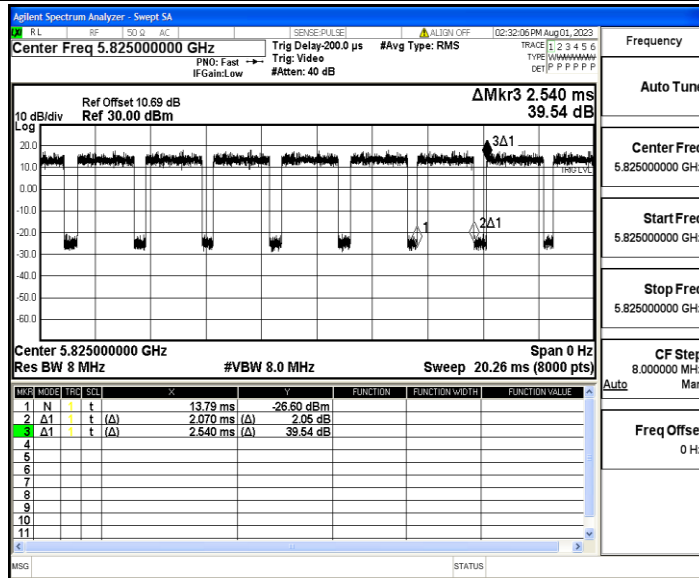 Agilent Spectrum Analyzer - Swept SA
RL RF 50 Ω AC SENSE:PULSE ALIGN OFF 02:32:06 PM Aug 01, 2023
Center Freq 5.825000000 GHz
PNO: Fast
IFGain:Low
Trig Delay-200.0 µs
Trig: Video
#Atten: 40 dB
#Avg Type: RMS
TRACE 1 2 3 4 5 6
TYPE WWWWWW
DET P P P P P P
Frequency
Auto Tune
ΔMkr3 2.540 ms
39.54 dB
Ref Offset 10.69 dB
10 dB/div Ref 30.00 dBm
Log
20.0
10.0
0.00
-10.0
-20.0
-30.0
-40.0
-50.0
-60.0
3Δ1
TRIG LVL
1
2Δ1
Center Freq
5.825000000 GHz
Start Freq
5.825000000 GHz
Stop Freq
5.825000000 GHz
CF Step
8.000000 MHz
Auto Man
Freq Offset
0 Hz
Center 5.825000000 GHz Span 0 Hz
Res BW 8 MHz #VBW 8.0 MHz Sweep 20.26 ms (8000 pts)
MKR MODE TRC SCL X Y FUNCTION FUNCTION WIDTH FUNCTION VALUE
1 N 1 t 13.79 ms -26.60 dBm
2 Δ1 1 t (Δ) 2.070 ms (Δ) 2.05 dB
3 Δ1 1 t (Δ) 2.540 ms (Δ) 39.54 dB
4
5
6
7
8
9
10
11
MSG STATUS